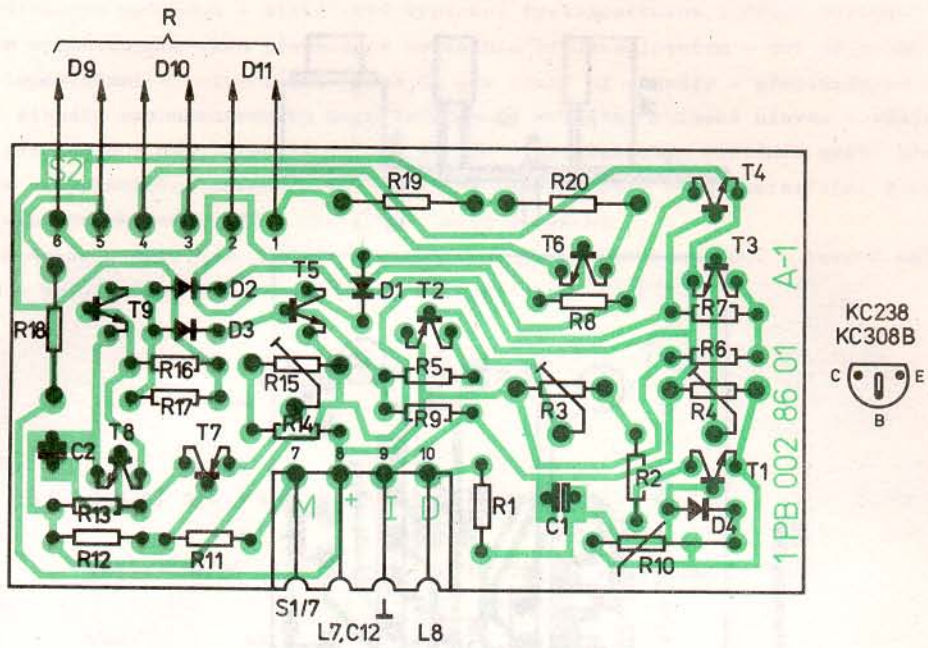 R
D9 D10 D11
S2
6 5 4 3 2 1
R19 R20 T4
T6 T3
T9 D2 T5 D1 T2
R18 D3 R8 R7
R16 R15 R5 R6
R17 R14 R9 R3 R4
C2 T8 T7 R2 T1
7 8 9 10
M + I D
R13 R1 C1 D4
R12 R11 R10
1PB 002 86 01 A-1
S1/7 ⊥
L7,C12 L8
KC238
KC308B
C E
B